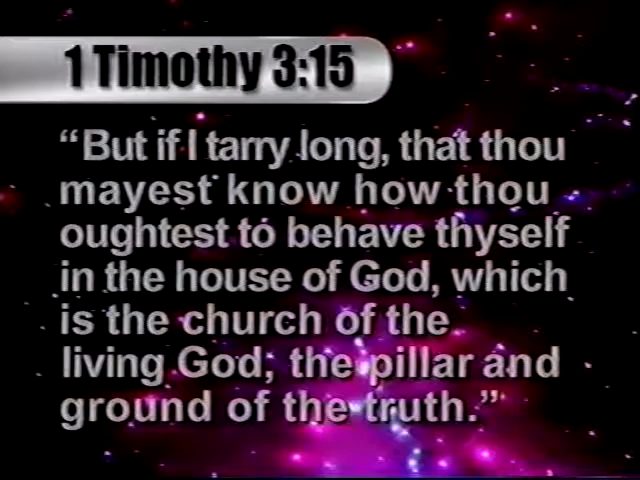 1 Timothy 3:15
“But if I tarry long, that thou
mayest know how thou
oughtest to behave thyself
in the house of God, which
is the church of the
living God, the pillar and
ground of the truth.”